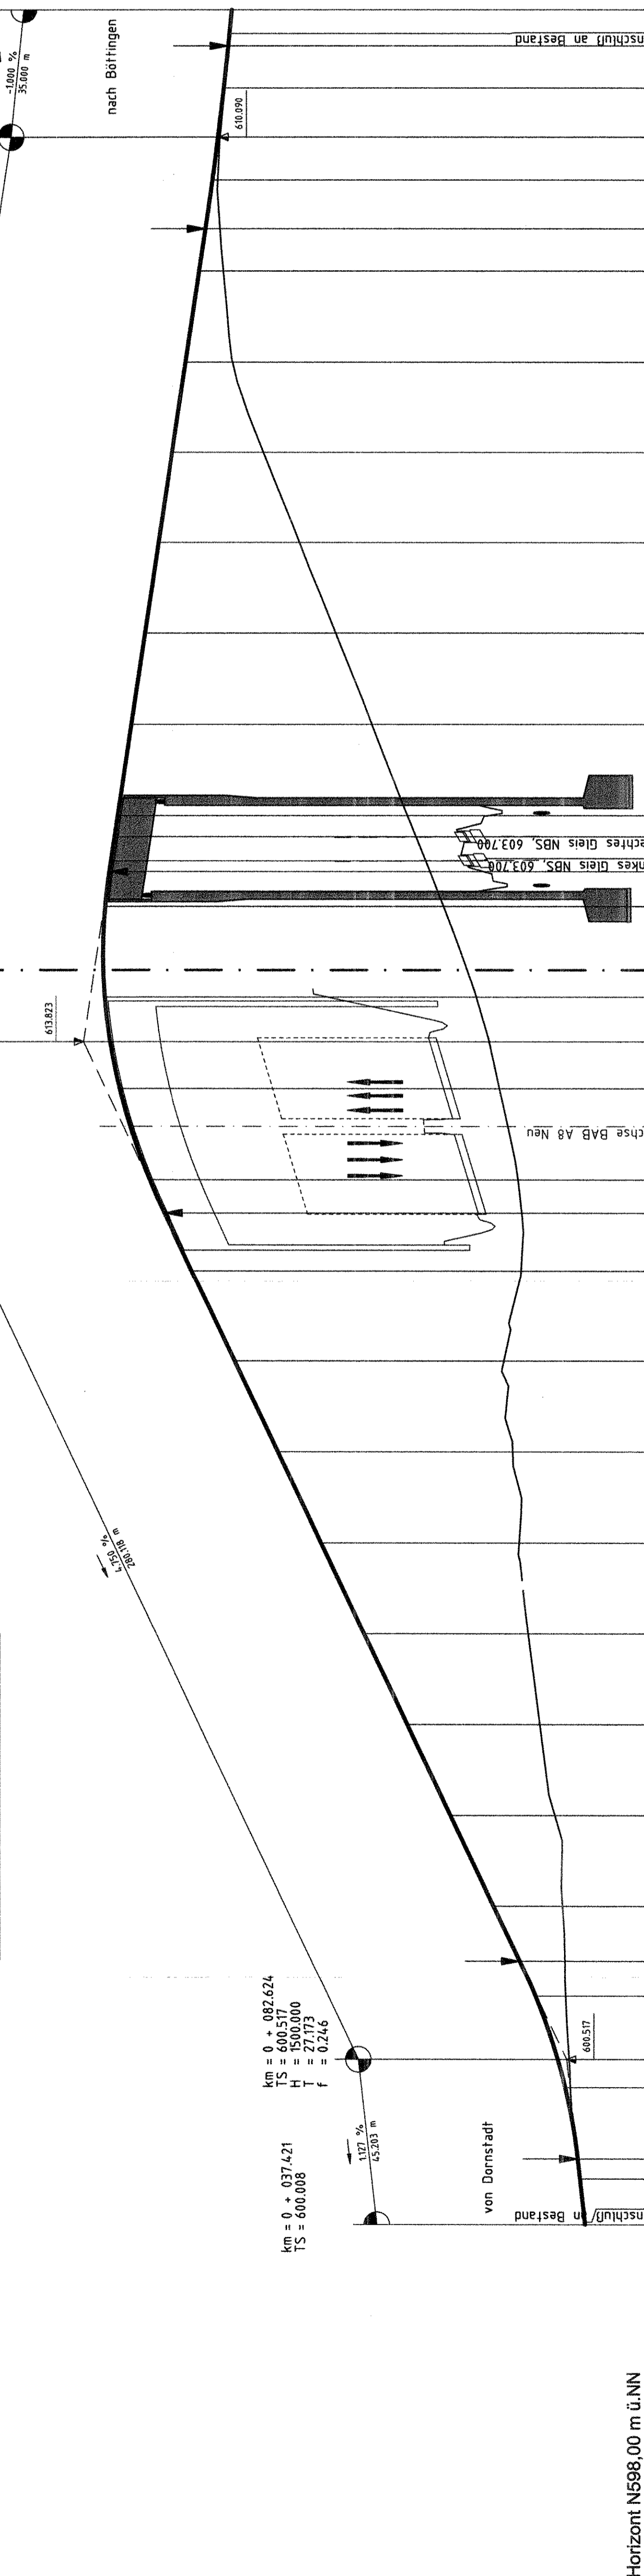 -1.000 %
35.000 m
nach Böttingen
610.090
nschluß an Bestand
echtes Gleis NBS, 603.700
nkes Gleis NBS, 603.700
613.823
chse BAB A8 Neu
4.750 %
280.118 m
km = 0 + 082.624
TS = 600.517
H = 1500.000
T = 27.173
f = 0.246
600.517
1.127 %
45.203 m
km = 0 + 037.421
TS = 600.008
von Dornstadt
nschluß an Bestand
Horizont N598,00 m ü.NN